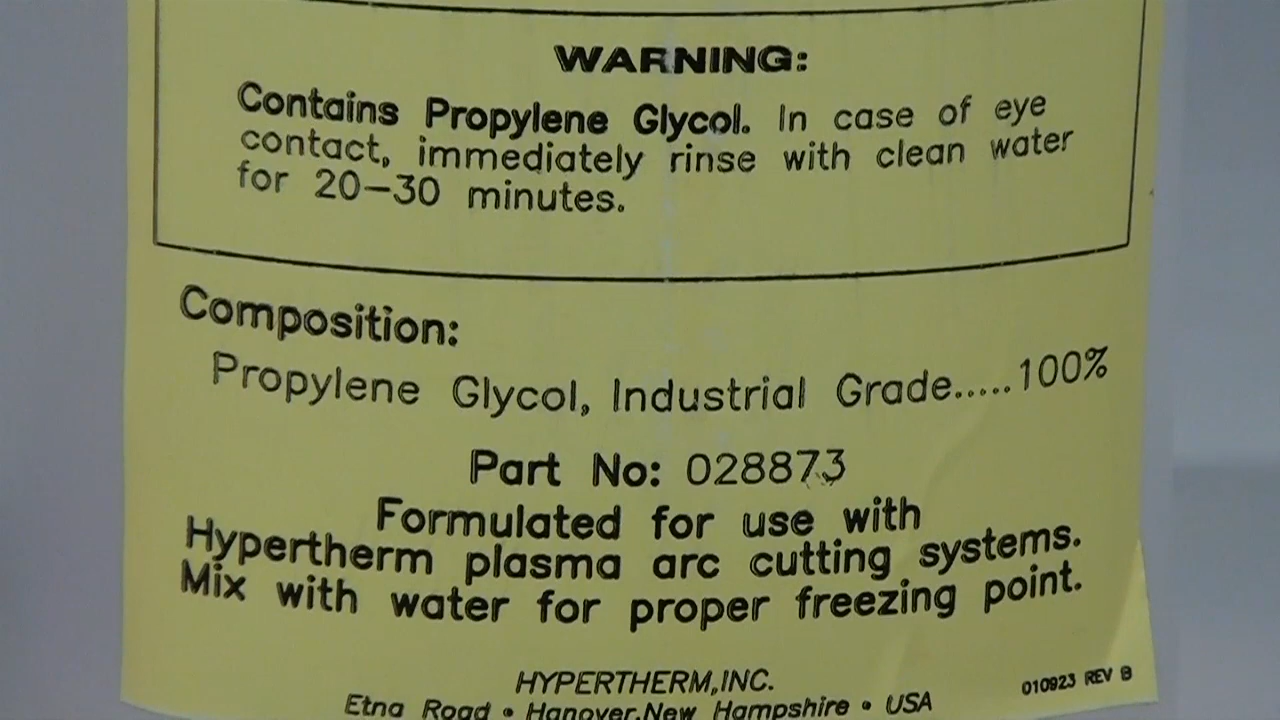 WARNING:
Contains Propylene Glycol. In case of eye
contact, immediately rinse with clean water
for 20-30 minutes.
Composition:
Propylene Glycol, Industrial Grade.....100%
Part No: 028873
Formulated for use with
Hypertherm plasma arc cutting systems.
Mix with water for proper freezing point.
HYPERTHERM,INC.
010923 REV B
Etna Road • Hanover,New Hampshire • USA